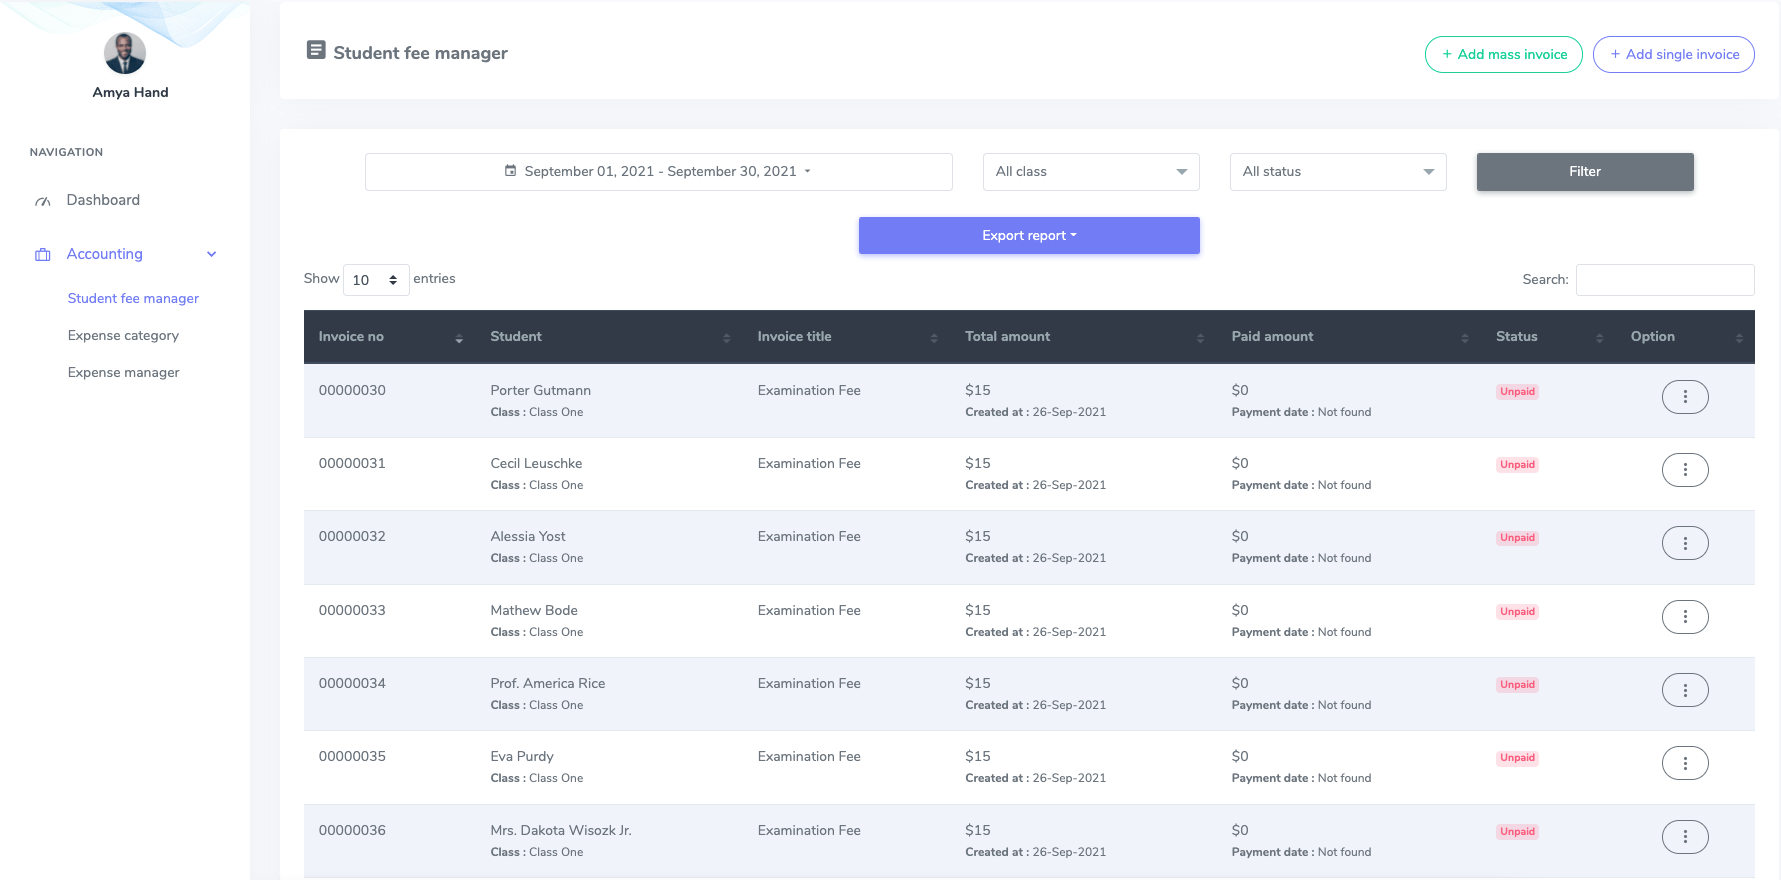 Amya Hand
NAVIGATION
Dashboard
Accounting
Student fee manager
Expense category
Expense manager
Student fee manager
+ Add mass invoice
+ Add single invoice
September 01, 2021 - September 30, 2021
All class
All status
Filter
Export report
Show 10 entries
Search:
Invoice no Student Invoice title Total amount Paid amount Status Option
00000030 Porter Gutmann Examination Fee $15 $0 Unpaid
Class : Class One Created at : 26-Sep-2021 Payment date : Not found
00000031 Cecil Leuschke Examination Fee $15 $0 Unpaid
Class : Class One Created at : 26-Sep-2021 Payment date : Not found
00000032 Alessia Yost Examination Fee $15 $0 Unpaid
Class : Class One Created at : 26-Sep-2021 Payment date : Not found
00000033 Mathew Bode Examination Fee $15 $0 Unpaid
Class : Class One Created at : 26-Sep-2021 Payment date : Not found
00000034 Prof. America Rice Examination Fee $15 $0 Unpaid
Class : Class One Created at : 26-Sep-2021 Payment date : Not found
00000035 Eva Purdy Examination Fee $15 $0 Unpaid
Class : Class One Created at : 26-Sep-2021 Payment date : Not found
00000036 Mrs. Dakota Wisozk Jr. Examination Fee $15 $0 Unpaid
Class : Class One Created at : 26-Sep-2021 Payment date : Not found